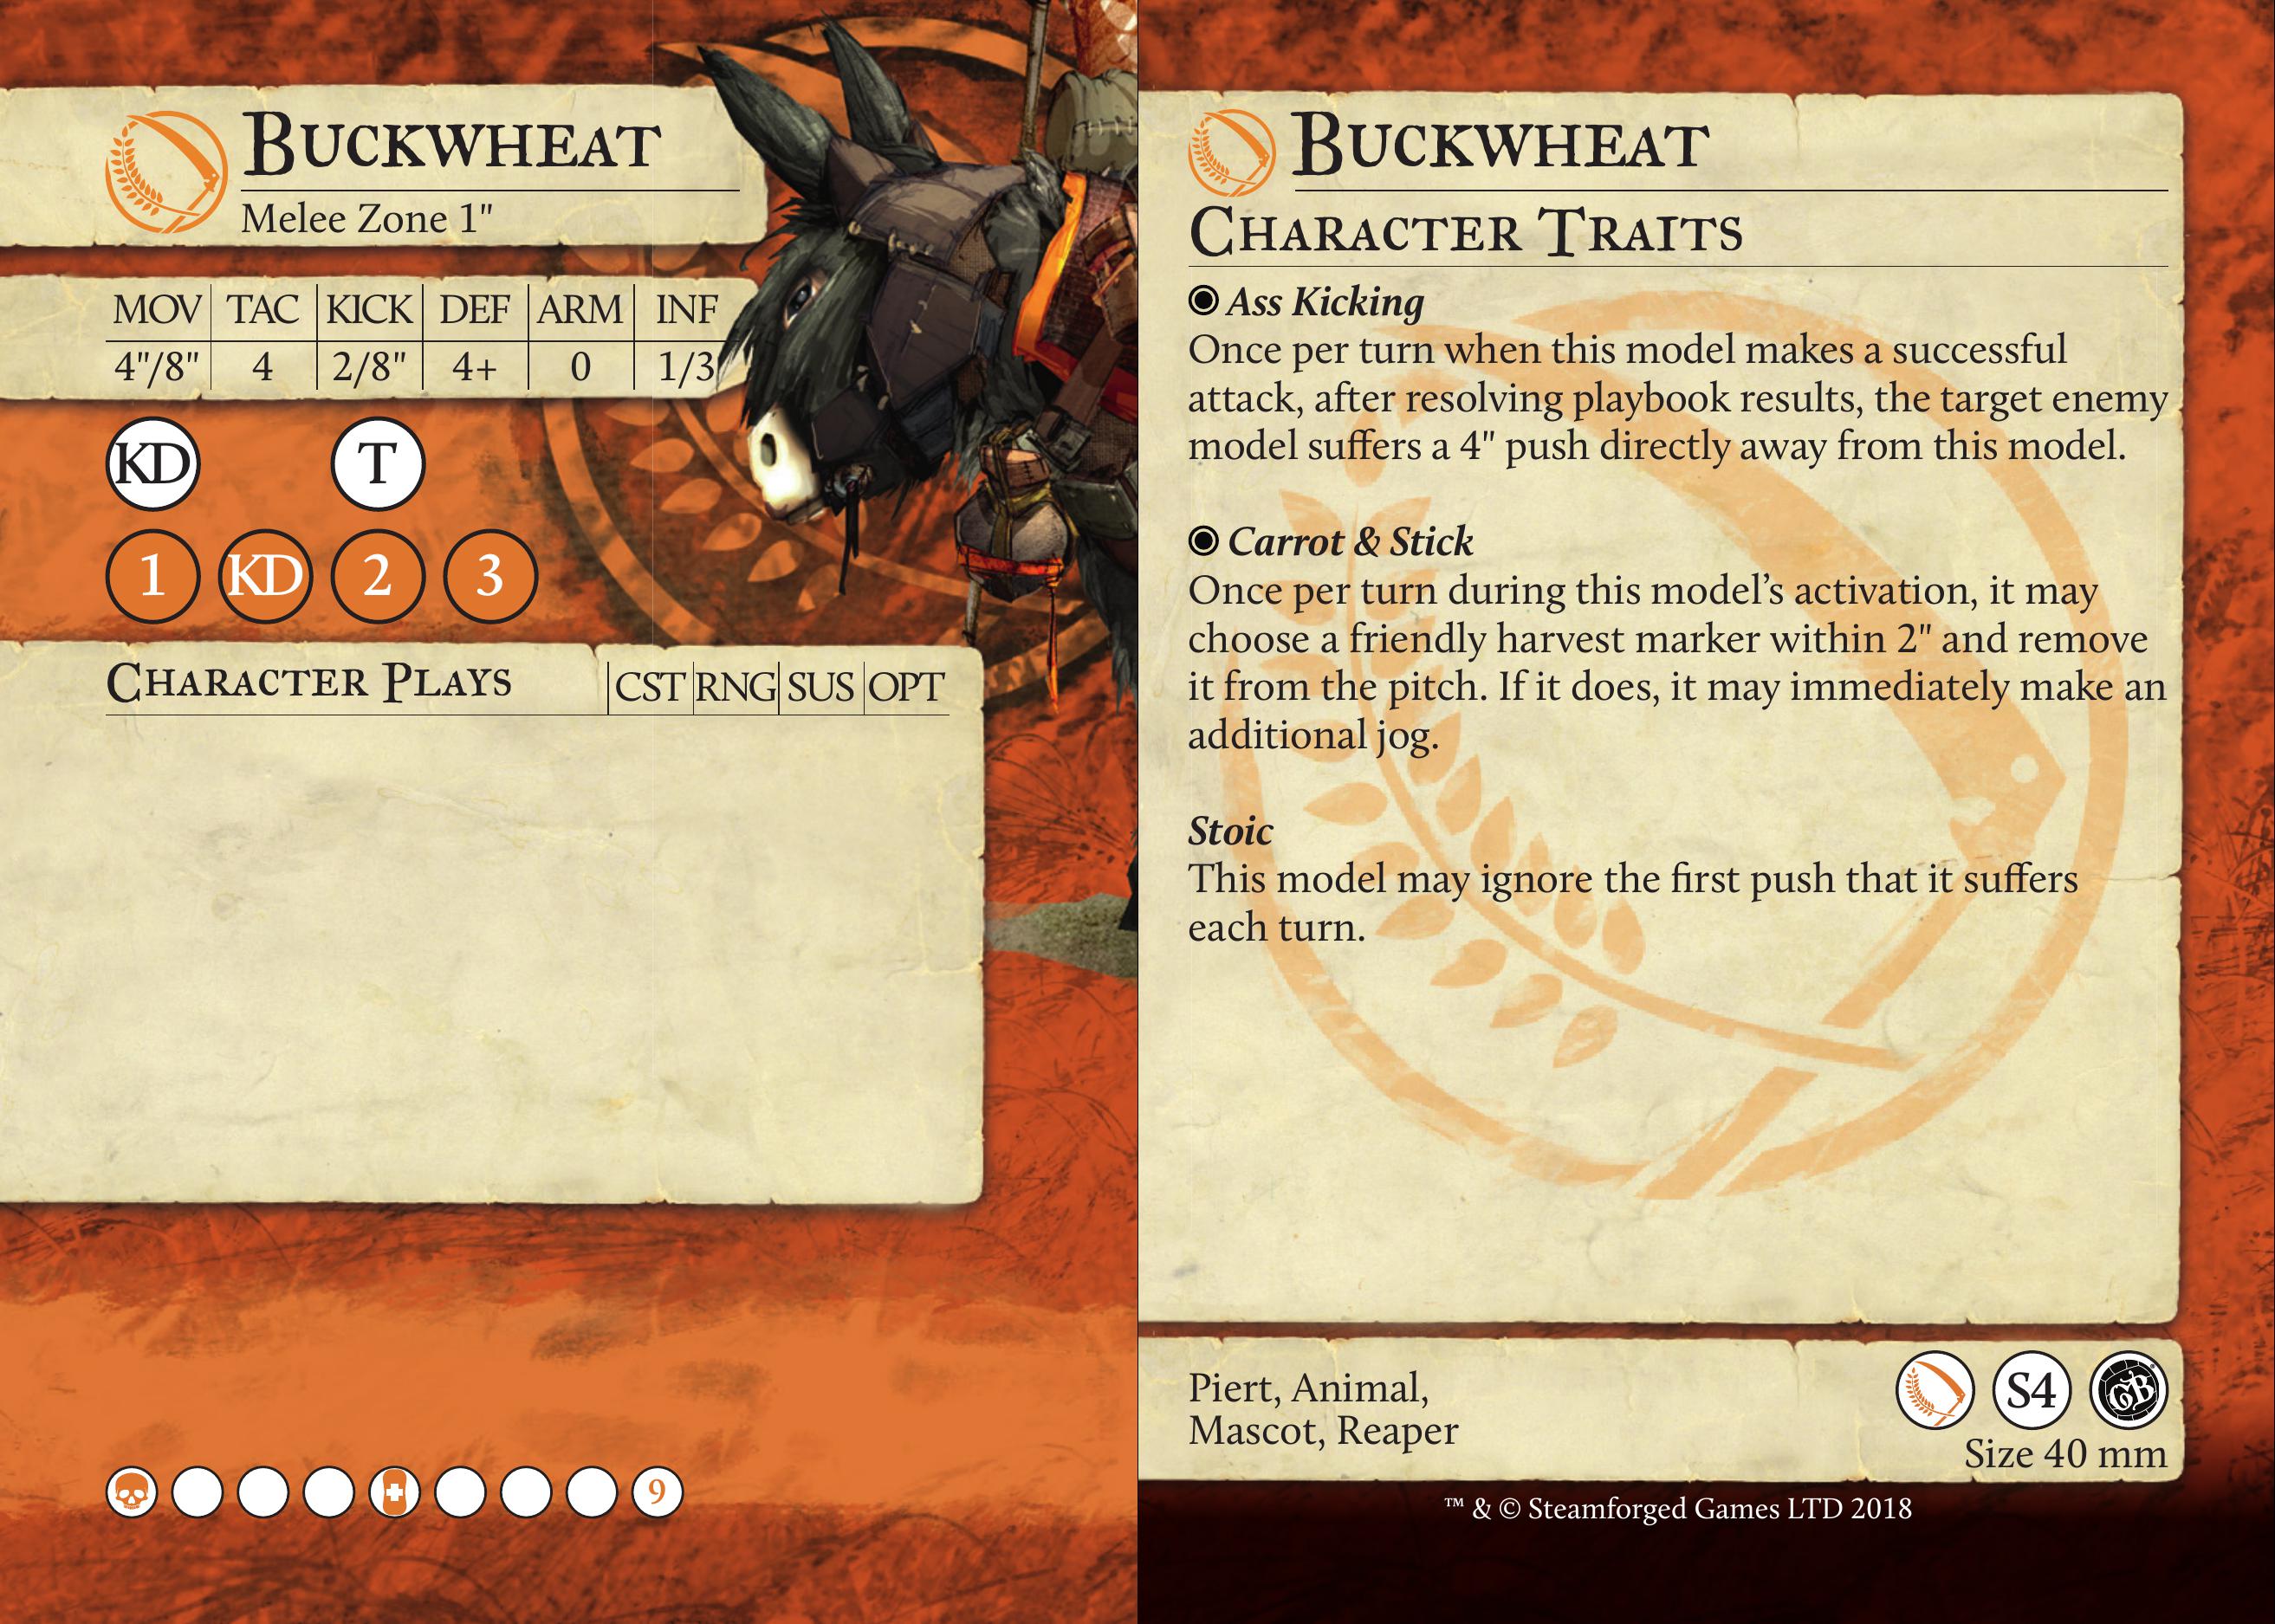 BUCKWHEAT
Melee Zone 1"
MOV TAC KICK DEF ARM INF
4"/8" 4 2/8" 4+ 0 1/3
KD T
1 KD 2 3
CHARACTER PLAYS CST RNG SUS OPT
9
BUCKWHEAT
CHARACTER TRAITS
Ass Kicking
Once per turn when this model makes a successful
attack, after resolving playbook results, the target enemy
model suffers a 4" push directly away from this model.
Carrot & Stick
Once per turn during this model’s activation, it may
choose a friendly harvest marker within 2" and remove
it from the pitch. If it does, it may immediately make an
additional jog.
Stoic
This model may ignore the first push that it suffers
each turn.
Piert, Animal,
Mascot, Reaper
S4 GB
Size 40 mm
™ & © Steamforged Games LTD 2018